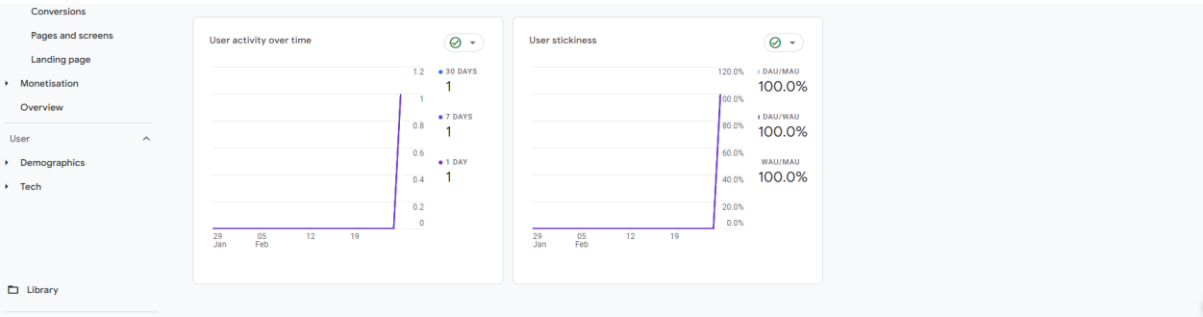 Conversions
Pages and screens
Landing page
Monetisation
Overview
User
Demographics
Tech
Library
User activity over time
1.2
1
0.8
0.6
0.4
0.2
0
29 Jan
05 Feb
12
19
30 DAYS
1
7 DAYS
1
1 DAY
1
User stickiness
120.0%
00.0%
80.0%
60.0%
40.0%
20.0%
0.0%
29 Jan
05 Feb
12
19
DAU/MAU
100.0%
DAU/WAU
100.0%
WAU/MAU
100.0%